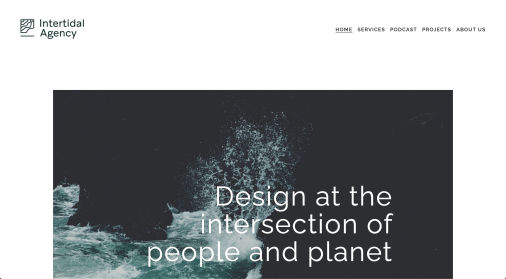 Intertidal
Agency
HOME SERVICES PODCAST PROJECTS ABOUT US
Design at the
intersection of
people and planet